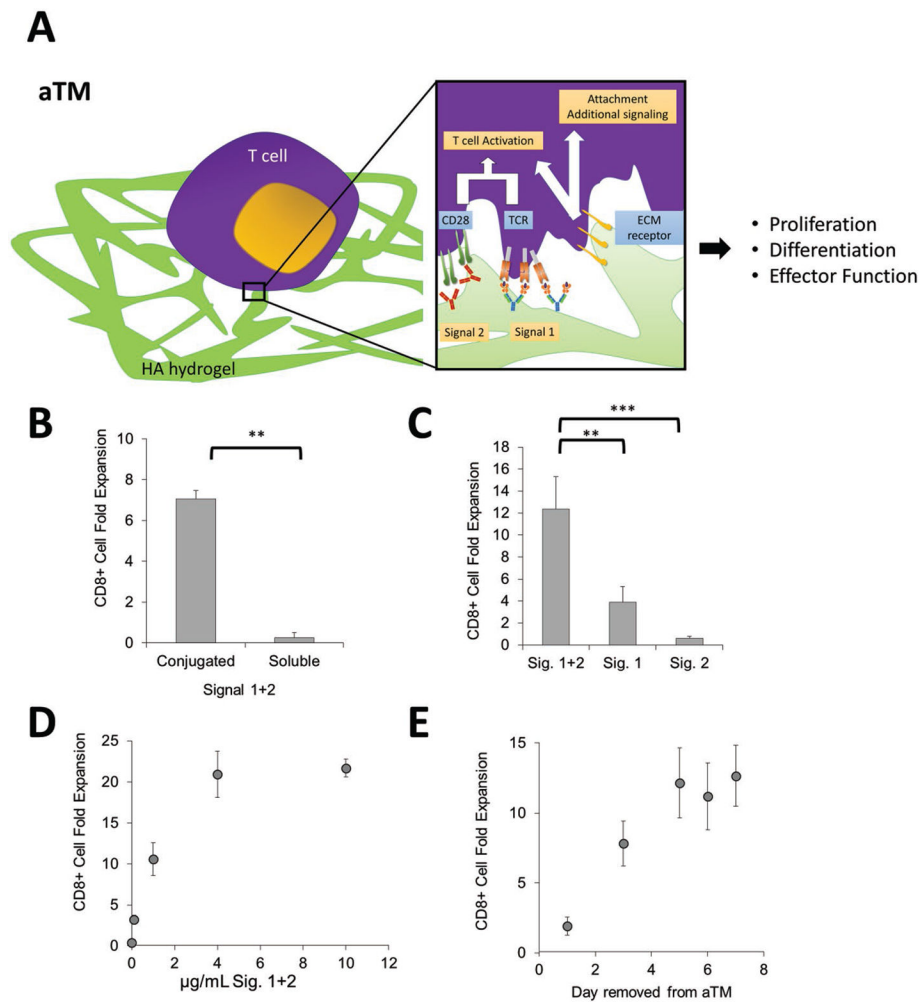 A
aTM
T cell
HA hydrogel
Attachment
Additional signaling
T cell Activation
CD28
TCR
ECM
receptor
Signal 2
Signal 1
• Proliferation
• Differentiation
• Effector Function
B
CD8+ Cell Fold Expansion
10
8
6
4
2
0
**
Conjugated
Soluble
Signal 1+2
C
CD8+ Cell Fold Expansion
18
16
14
12
10
8
6
4
2
0
***
**
Sig. 1+2
Sig. 1
Sig. 2
D
CD8+ Cell Fold Expansion
25
20
15
10
5
0
0 2 4 6 8 10 12
µg/mL Sig. 1+2
E
CD8+ Cell Fold Expansion
15
10
5
0
0 2 4 6 8
Day removed from aTM